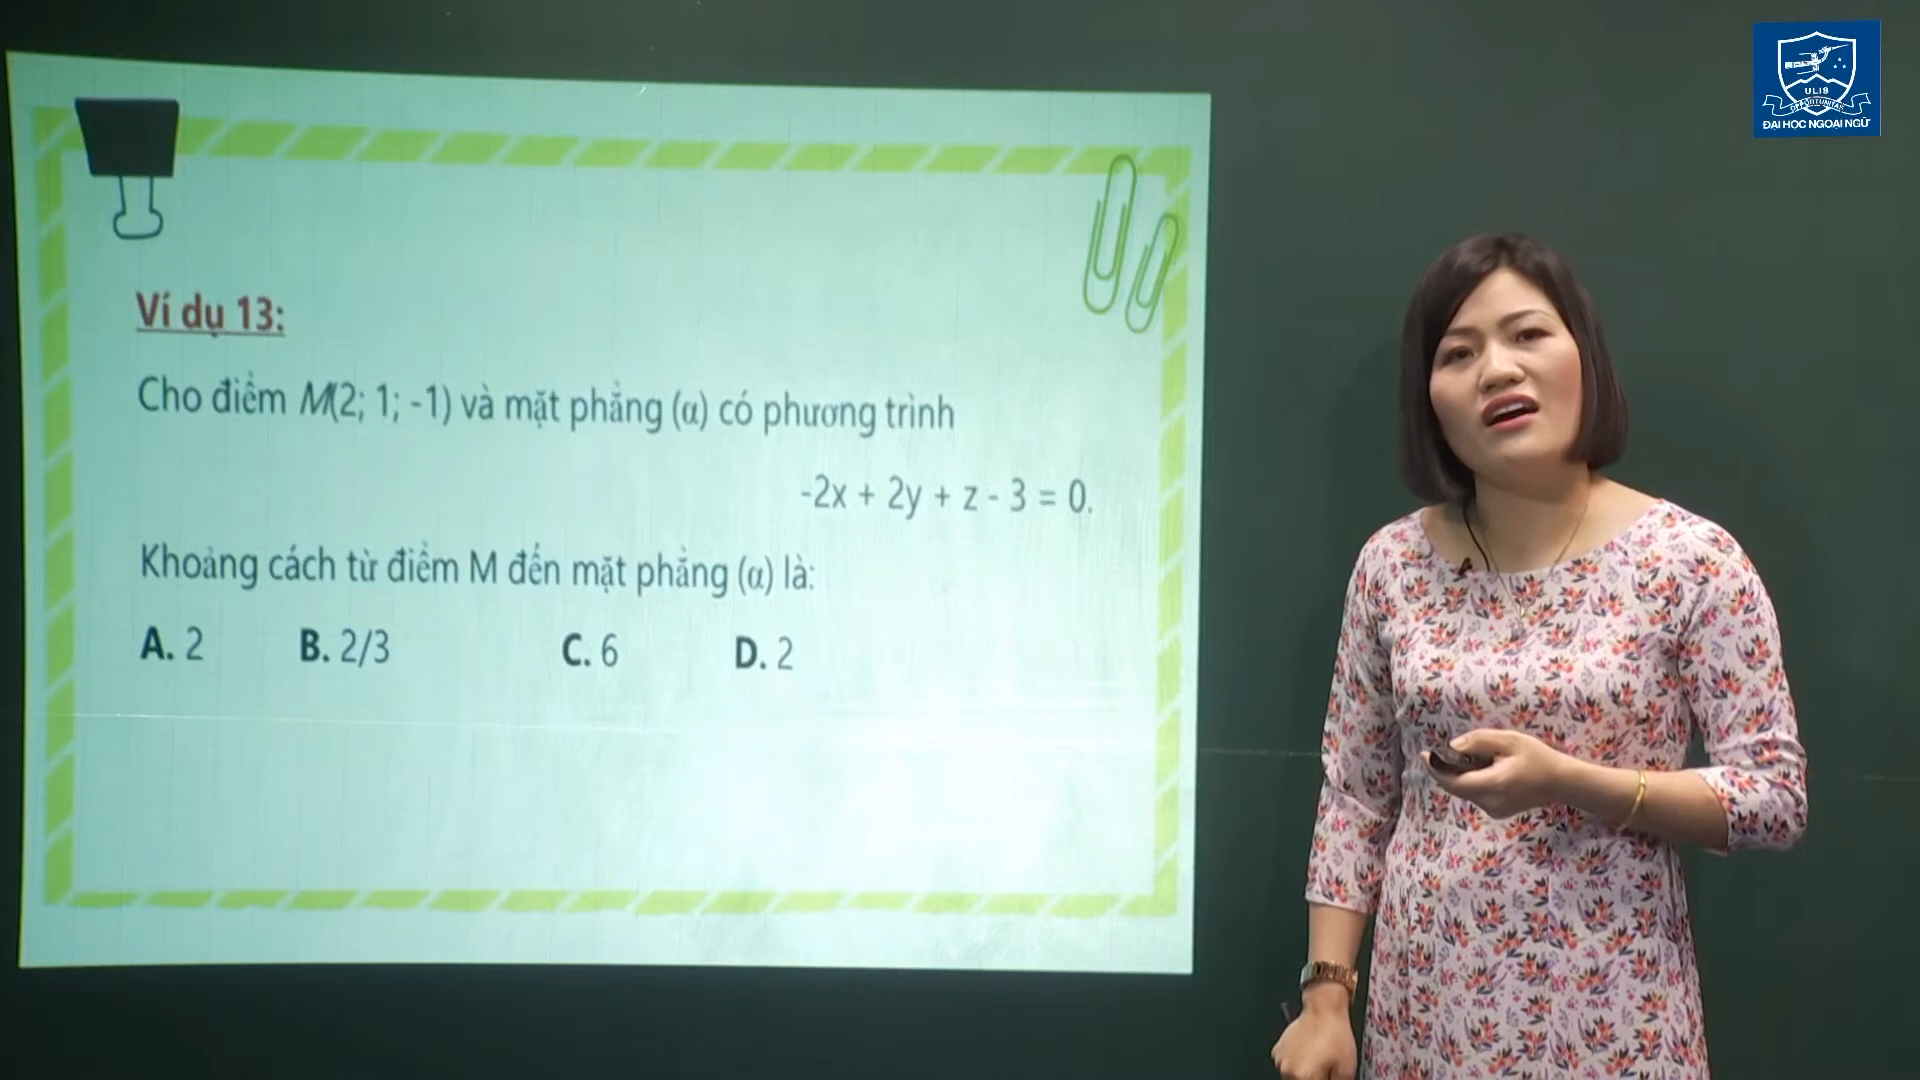 ULIS
OPPORTUNITAS
ĐẠI HỌC NGOẠI NGỮ
Ví dụ 13:
Cho điểm M(2; 1; -1) và mặt phẳng (α) có phương trình
-2x + 2y + z - 3 = 0.
Khoảng cách từ điểm M đến mặt phẳng (α) là:
A. 2 B. 2/3 C. 6 D. 2